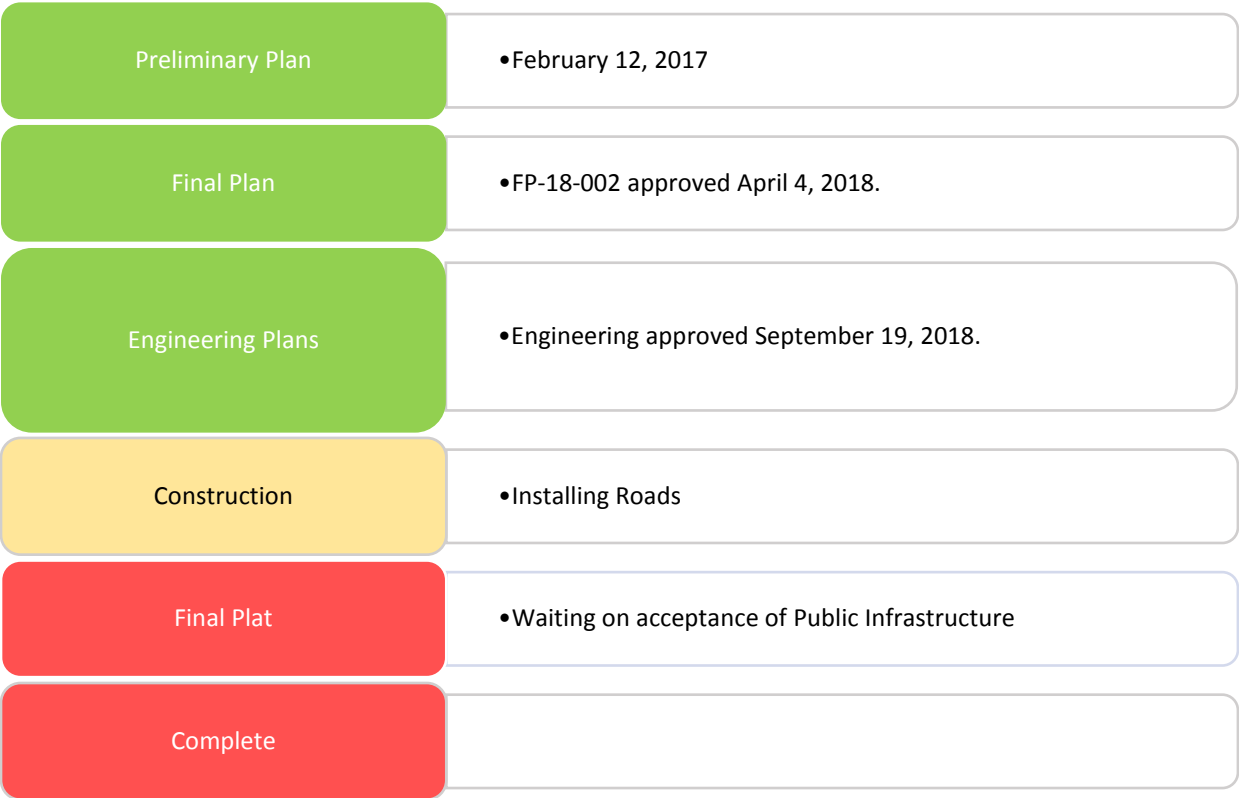 Preliminary Plan
•February 12, 2017
Final Plan
•FP-18-002 approved April 4, 2018.
Engineering Plans
•Engineering approved September 19, 2018.
Construction
•Installing Roads
Final Plat
•Waiting on acceptance of Public Infrastructure
Complete